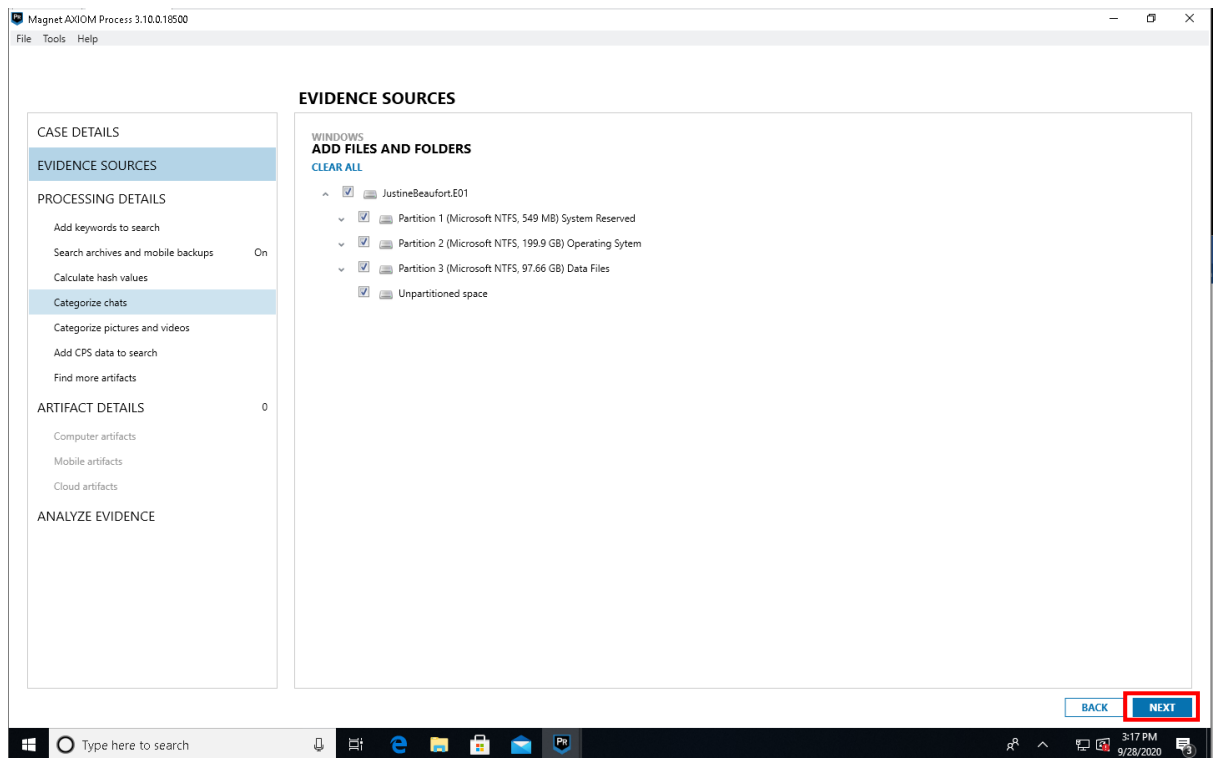 Magnet AXIOM Process 3.10.0.18500
File Tools Help
EVIDENCE SOURCES
CASE DETAILS
EVIDENCE SOURCES
PROCESSING DETAILS
Add keywords to search
Search archives and mobile backups On
Calculate hash values
Categorize chats
Categorize pictures and videos
Add CPS data to search
Find more artifacts
ARTIFACT DETAILS 0
Computer artifacts
Mobile artifacts
Cloud artifacts
ANALYZE EVIDENCE
WINDOWS
ADD FILES AND FOLDERS
CLEAR ALL
JustineBeaufort.E01
Partition 1 (Microsoft NTFS, 549 MB) System Reserved
Partition 2 (Microsoft NTFS, 199.9 GB) Operating Sytem
Partition 3 (Microsoft NTFS, 97.66 GB) Data Files
Unpartitioned space
BACK NEXT
Type here to search
3:17 PM
9/28/2020